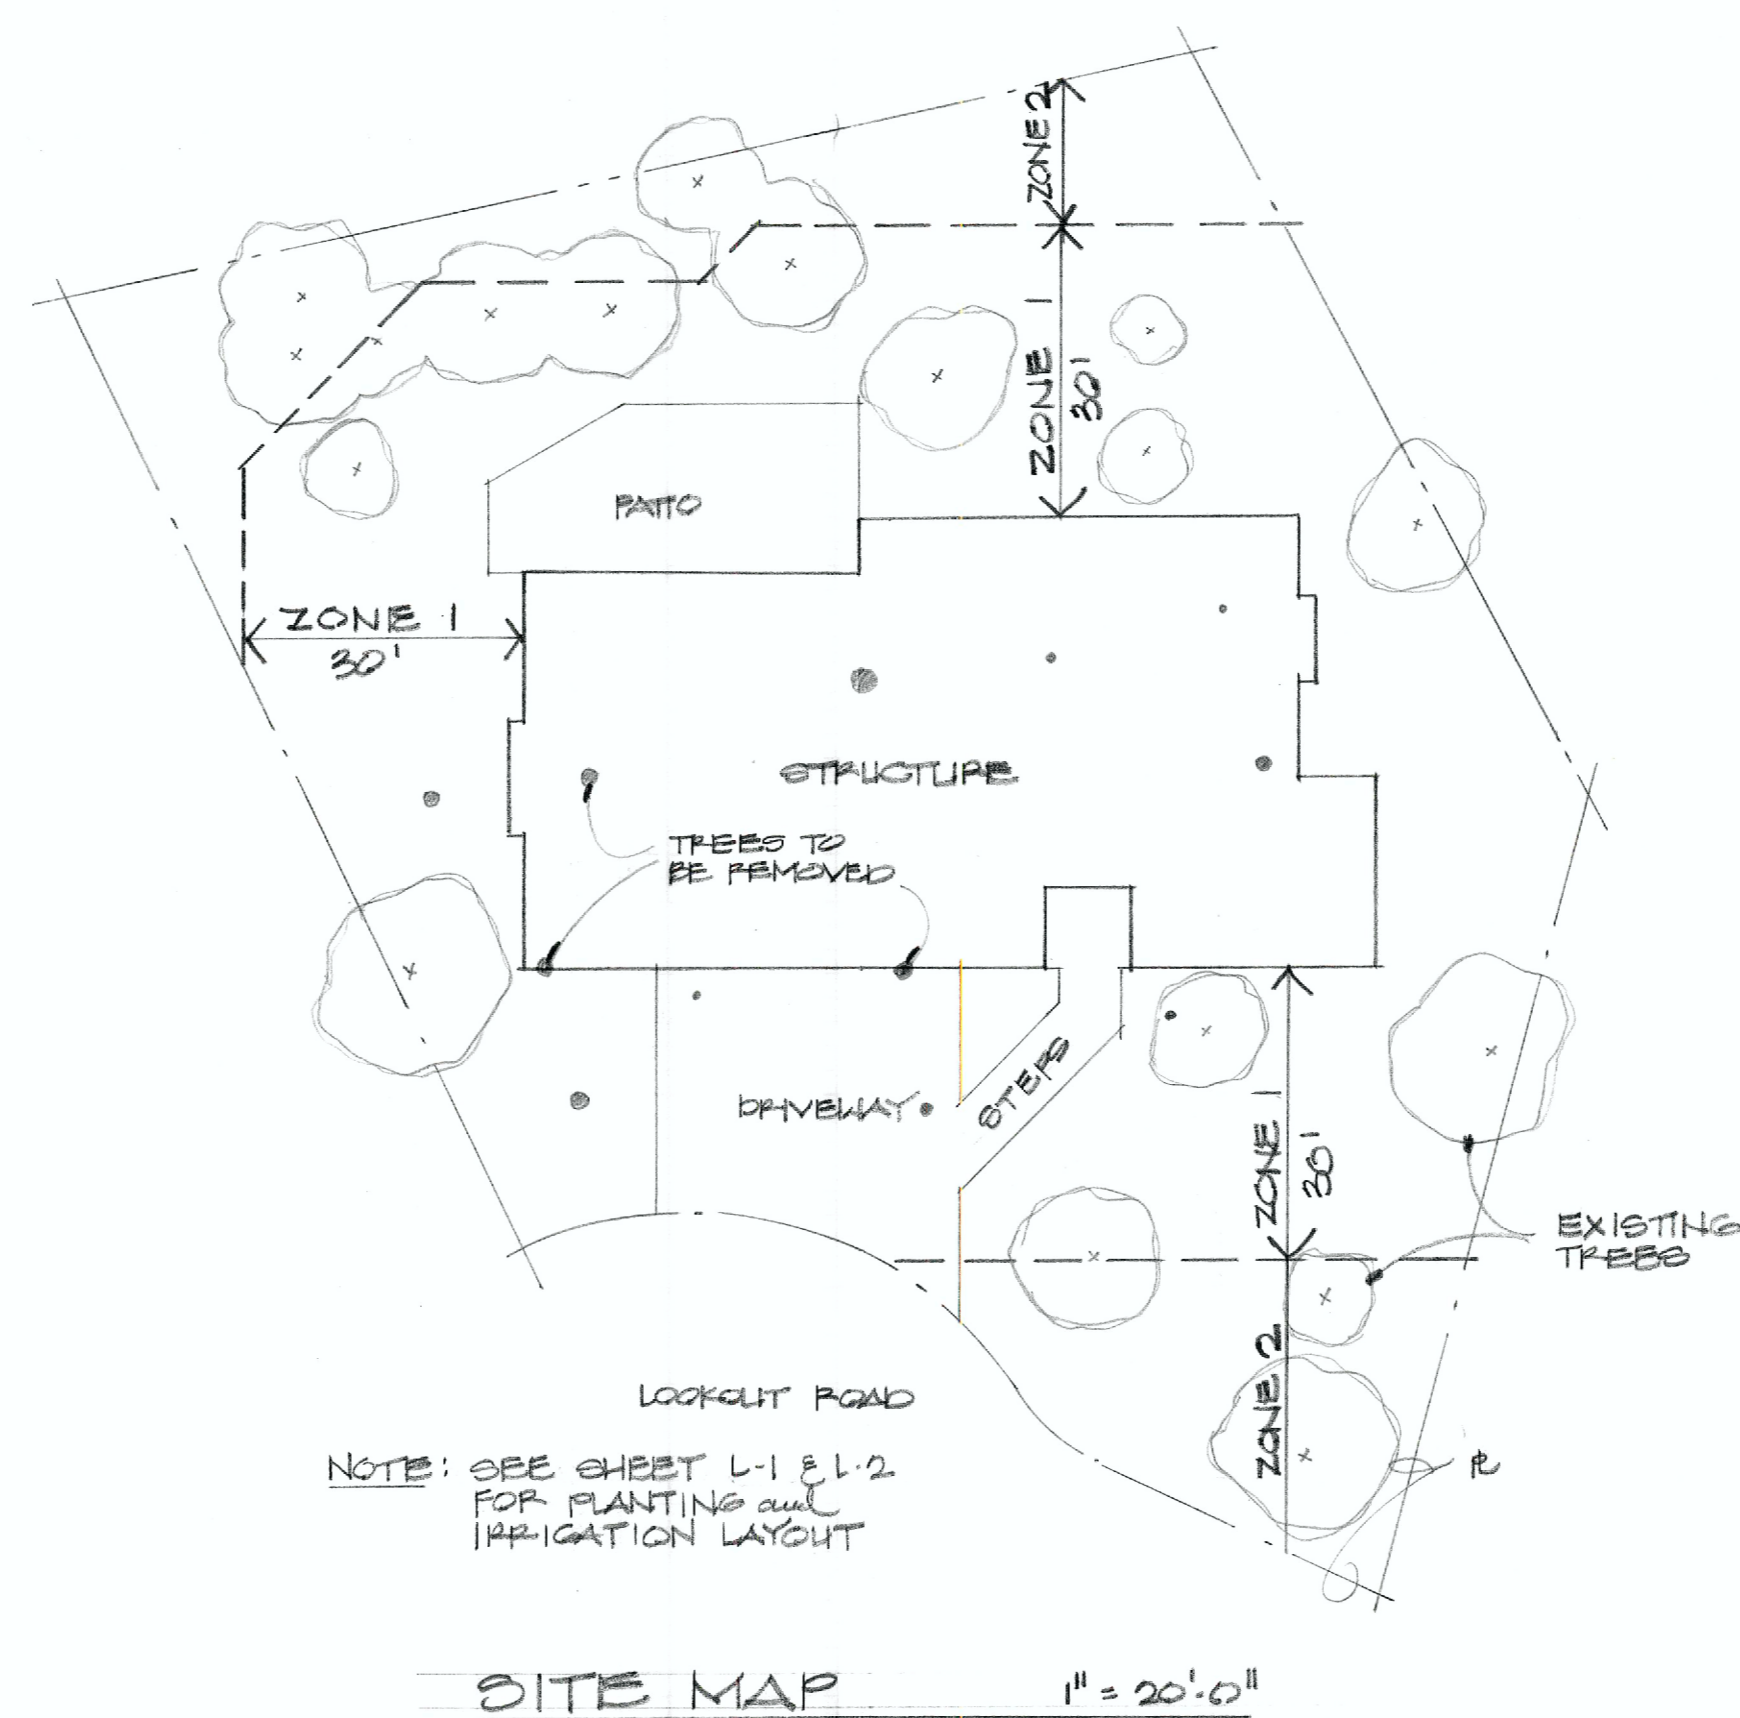 ZONE 2
ZONE 1
30'
PATIO
ZONE 1
30'
STRUCTURE
TREES TO
BE REMOVED
STEPS
DRIVEWAY
ZONE 1
30'
EXISTING
TREES
ZONE 2
LOOKOUT ROAD
NOTE: SEE SHEET L-1 & L-2
FOR PLANTING and
IRRIGATION LAYOUT
SITE MAP 1" = 20'-0"